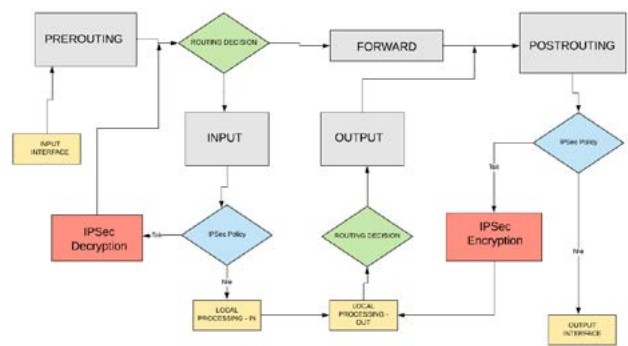 PREROUTING
ROUTING DECISION
FORWARD
POSTROUTING
INPUT
INTERFACE
INPUT
OUTPUT
IPSec Policy
Tak
IPSec
Decryption
Tak
IPSec Policy
ROUTING DECISION
IPSec
Encryption
Nie
Nie
LOCAL
PROCESSING - IN
LOCAL
PROCESSING -
OUT
OUTPUT
INTERFACE